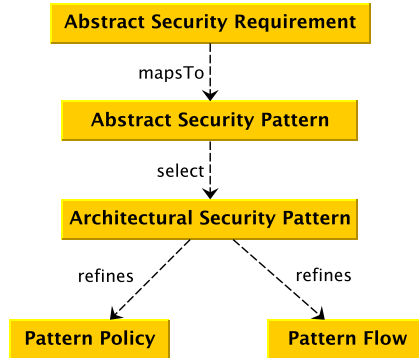 Abstract Security Requirement
mapsTo
Abstract Security Pattern
select
Architectural Security Pattern
refines
refines
Pattern Policy
Pattern Flow